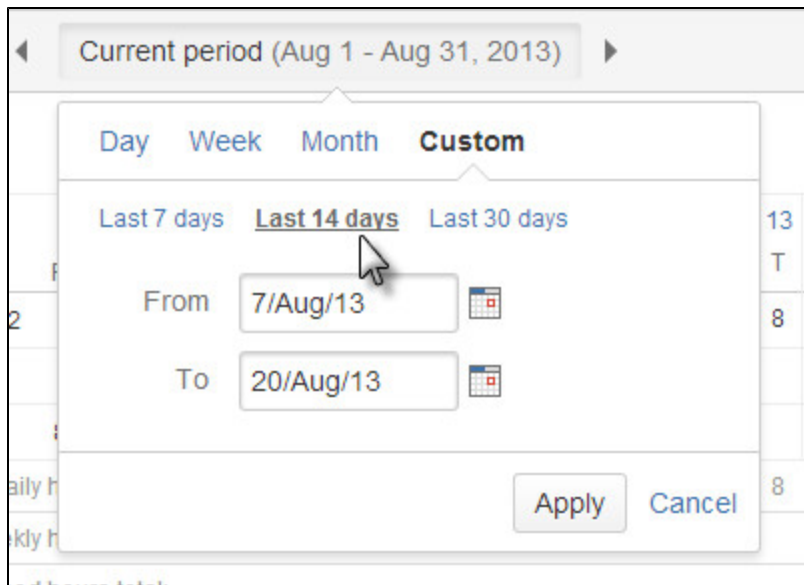 Current period (Aug 1 - Aug 31, 2013)
Day Week Month Custom
Last 7 days Last 14 days Last 30 days
13
T
From 7/Aug/13
2
8
To 20/Aug/13
8
Apply Cancel